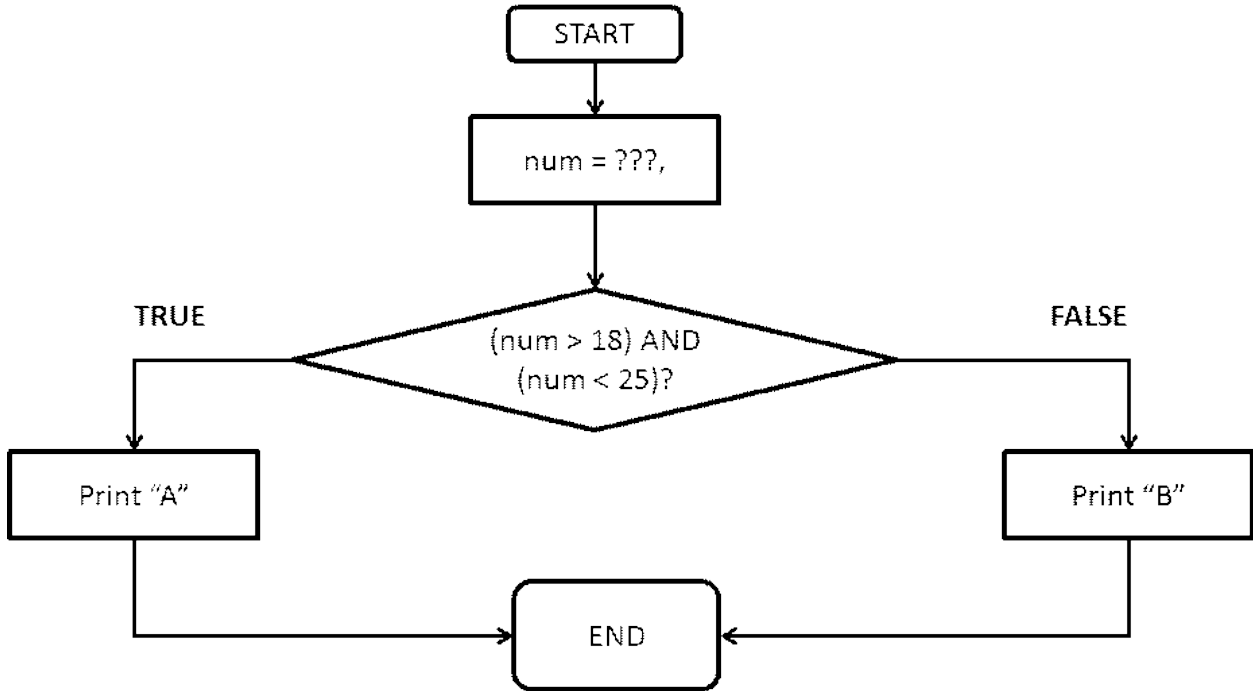 START
num = ???,
TRUE
FALSE
(num > 18) AND
(num < 25)?
Print “A”
Print “B”
END